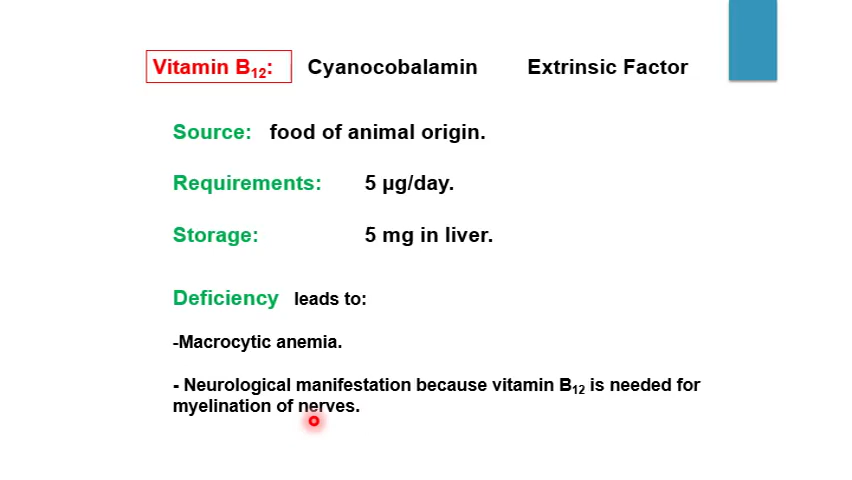 Vitamin B12: Cyanocobalamin Extrinsic Factor
Source: food of animal origin.
Requirements: 5 µg/day.
Storage: 5 mg in liver.
Deficiency leads to:
-Macrocytic anemia.
- Neurological manifestation because vitamin B12 is needed for
myelination of nerves.